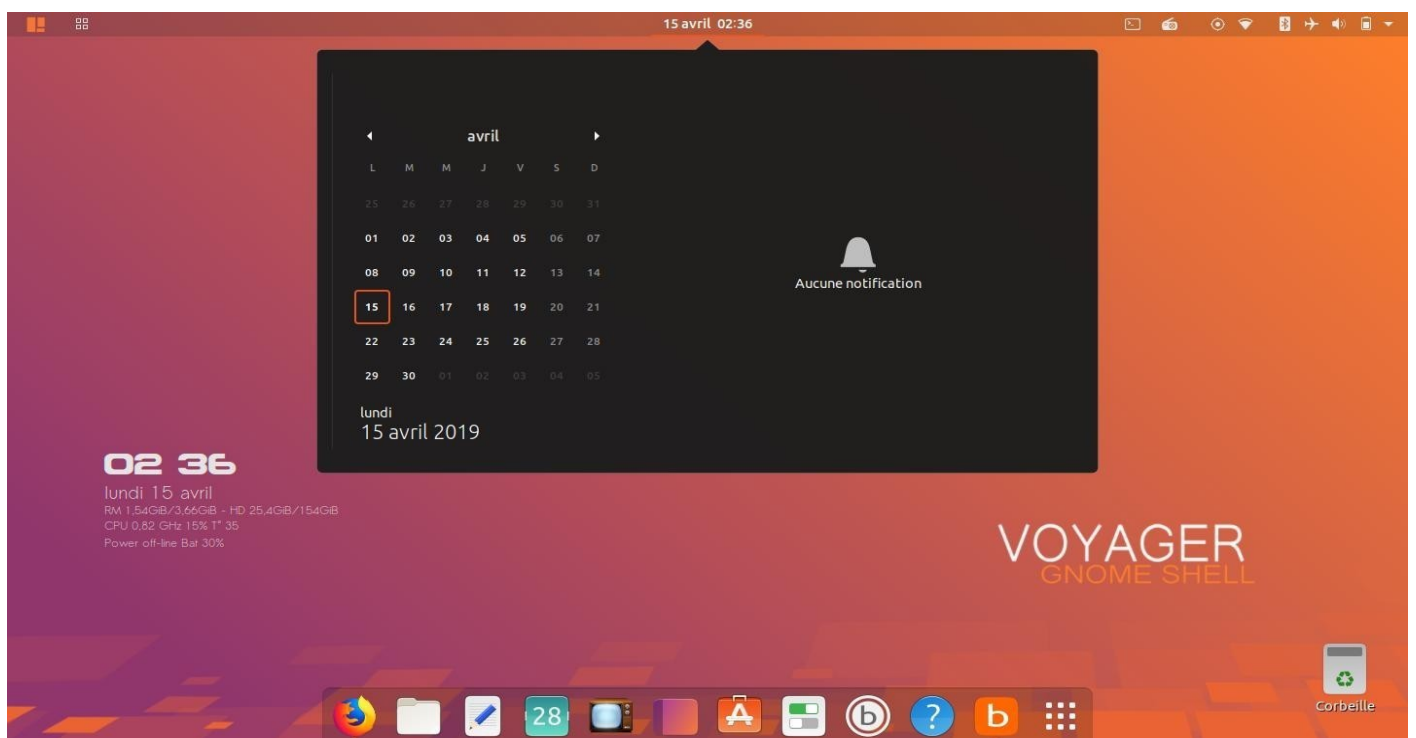 15 avril 02:36
avril
L M M J V S D
25 26 27 28 29 30 31
01 02 03 04 05 06 07
08 09 10 11 12 13 14
15 16 17 18 19 20 21
22 23 24 25 26 27 28
29 30 01 02 03 04 05
lundi
15 avril 2019
Aucune notification
02 36
lundi 15 avril
RM 1,54GiB/3,66GiB - HD 25,4GiB/154GiB
CPU 0,82 GHz 15% T° 35
Power off-line Bat 30%
VOYAGER
GNOME SHELL
28
A
b
?
b
Corbeille